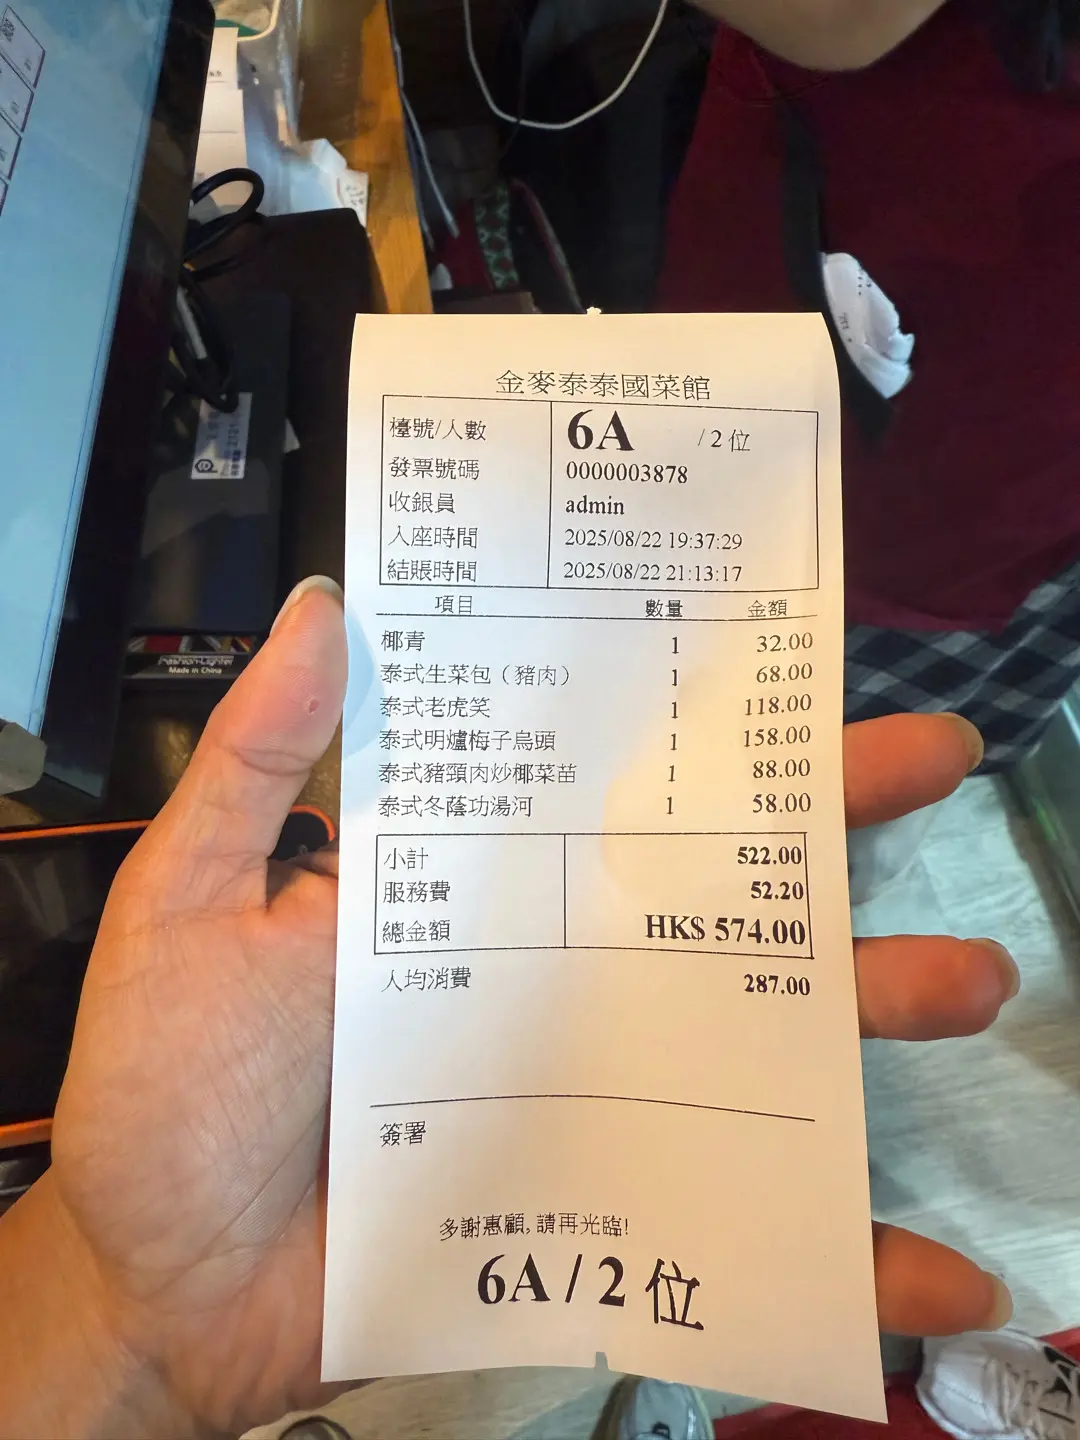 金麥泰泰國菜館
檯號/人數 6A / 2 位
發票號碼 0000003878
收銀員 admin
入座時間 2025/08/22 19:37:29
結賬時間 2025/08/22 21:13:17
項目 數量 金額
椰青 1 32.00
泰式生菜包（豬肉） 1 68.00
泰式老虎笑 1 118.00
泰式明爐梅子烏頭 1 158.00
泰式豬頸肉炒椰菜苗 1 88.00
泰式冬蔭功湯河 1 58.00
小計 522.00
服務費 52.20
總金額 HK$ 574.00
人均消費 287.00
簽署
多謝惠顧, 請再光臨!
6A / 2 位
Fashion-Lighter
Made in China